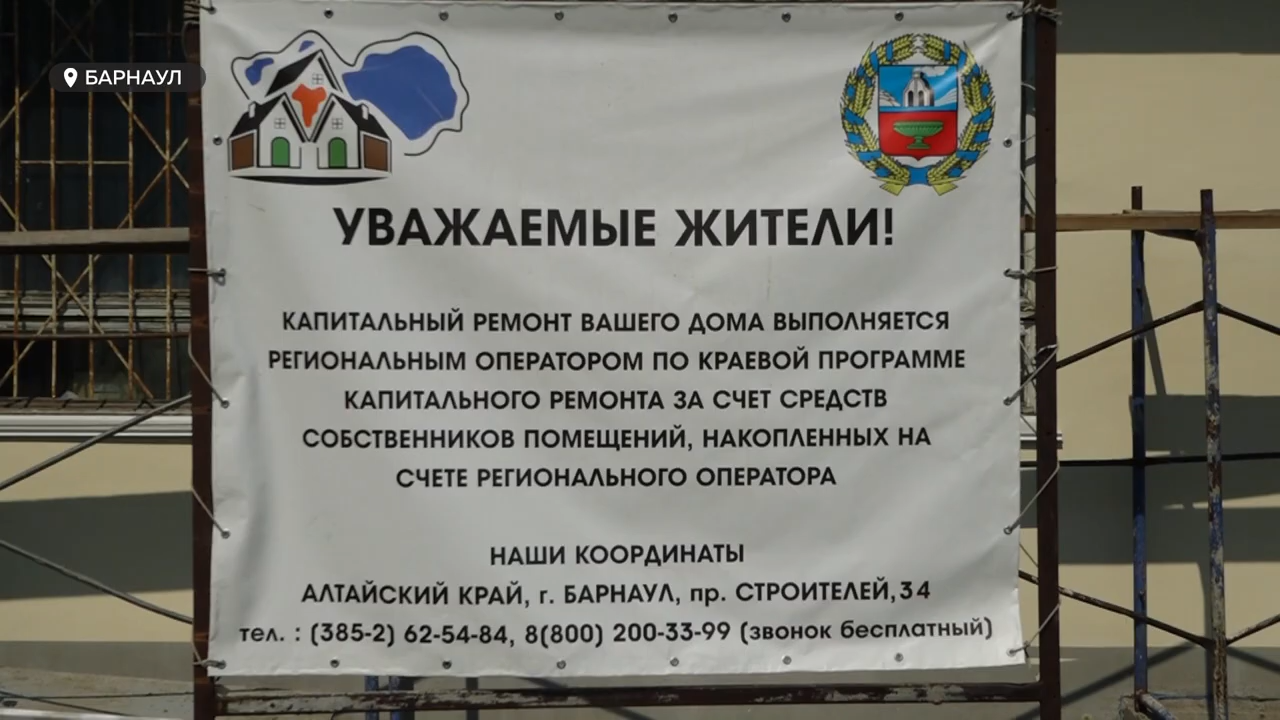 БАРНАУЛ
УВАЖАЕМЫЕ ЖИТЕЛИ!
КАПИТАЛЬНЫЙ РЕМОНТ ВАШЕГО ДОМА ВЫПОЛНЯЕТСЯ
РЕГИОНАЛЬНЫМ ОПЕРАТОРОМ ПО КРАЕВОЙ ПРОГРАММЕ
КАПИТАЛЬНОГО РЕМОНТА ЗА СЧЕТ СРЕДСТВ
СОБСТВЕННИКОВ ПОМЕЩЕНИЙ, НАКОПЛЕННЫХ НА
СЧЕТЕ РЕГИОНАЛЬНОГО ОПЕРАТОРА
НАШИ КООРДИНАТЫ
АЛТАЙСКИЙ КРАЙ, г. БАРНАУЛ, пр. СТРОИТЕЛЕЙ,34
тел. : (385-2) 62-54-84, 8(800) 200-33-99 (звонок бесплатный)